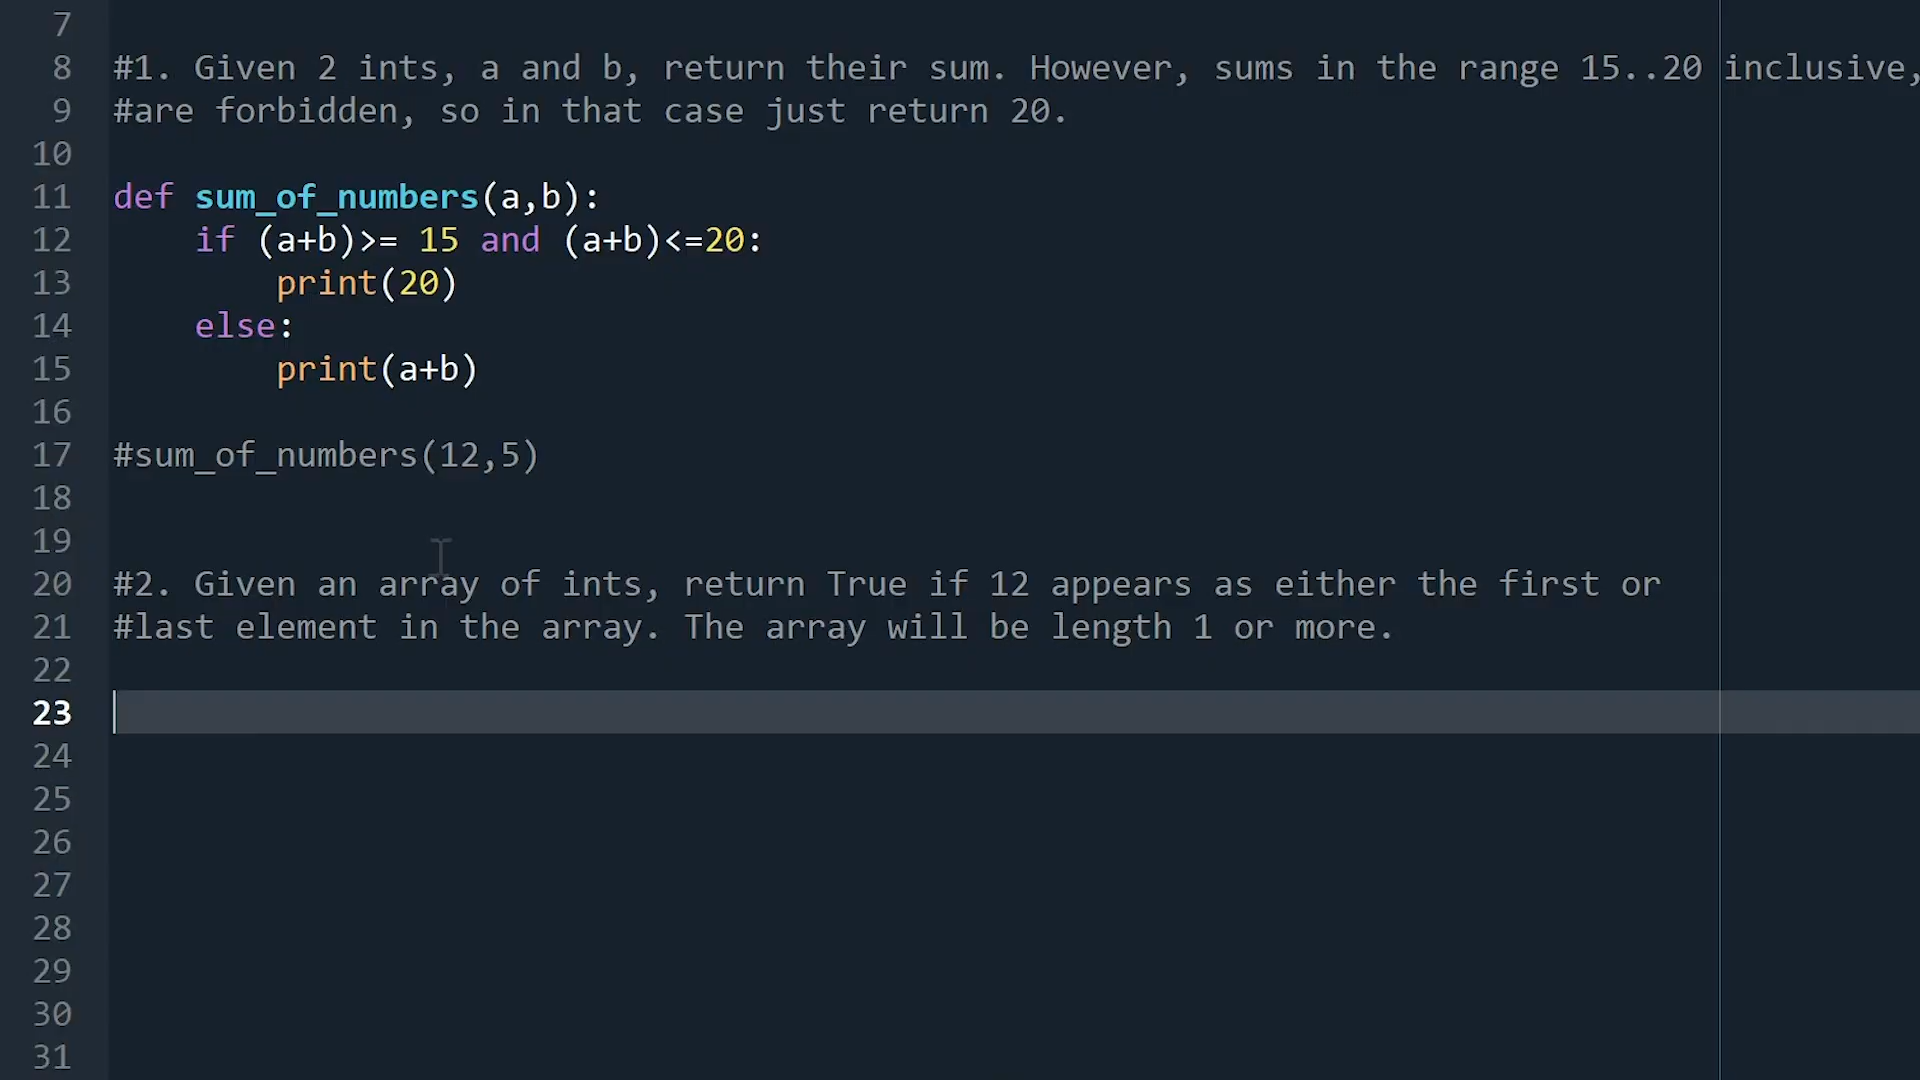 7
8 #1. Given 2 ints, a and b, return their sum. However, sums in the range 15..20 inclusive,
9 #are forbidden, so in that case just return 20.
10
11 def sum_of_numbers(a,b):
12     if (a+b)>= 15 and (a+b)<=20:
13         print(20)
14     else:
15         print(a+b)
16
17 #sum_of_numbers(12,5)
18
19
20 #2. Given an array of ints, return True if 12 appears as either the first or
21 #last element in the array. The array will be length 1 or more.
22
23
24
25
26
27
28
29
30
31